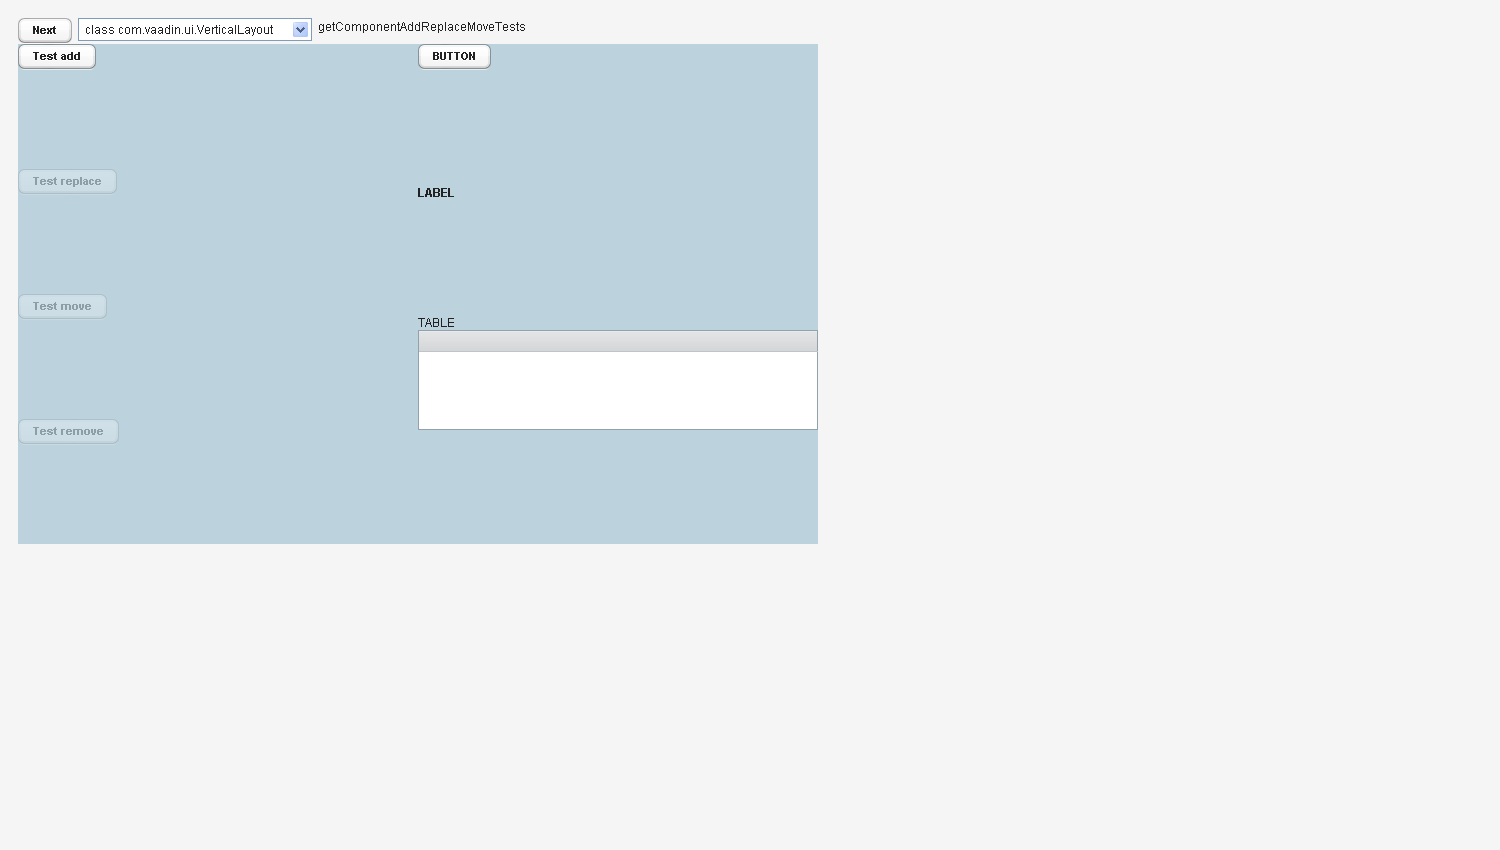 Next class com.vaadin.ui.VerticalLayout getComponentAddReplaceMoveTests
Test add BUTTON
Test replace
LABEL
Test move
TABLE
Test remove